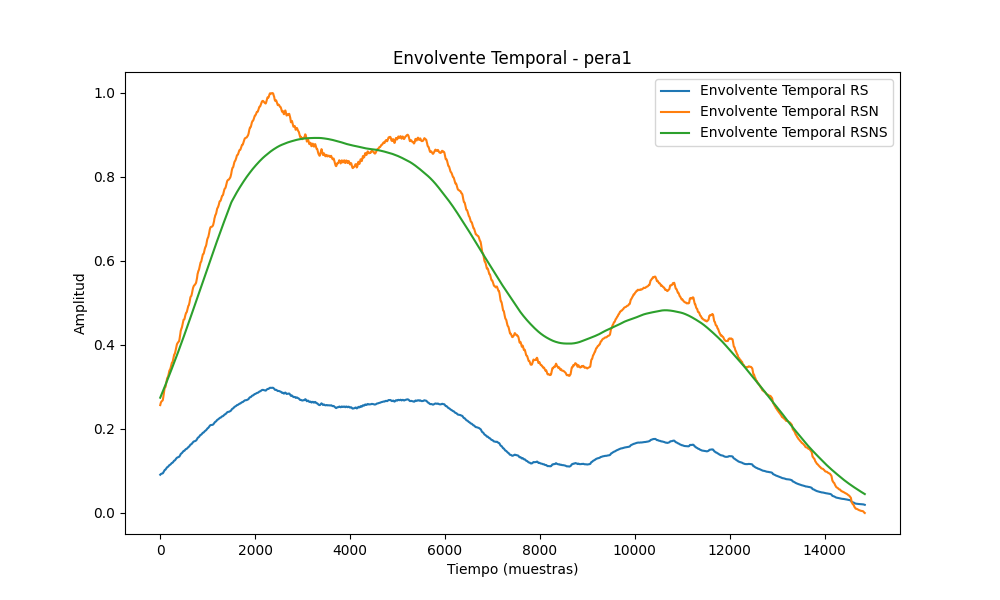 Envolvente Temporal - pera1
Envolvente Temporal RS
Envolvente Temporal RSN
Envolvente Temporal RSNS
Amplitud
1.0
0.8
0.6
0.4
0.2
0.0
0 2000 4000 6000 8000 10000 12000 14000
Tiempo (muestras)